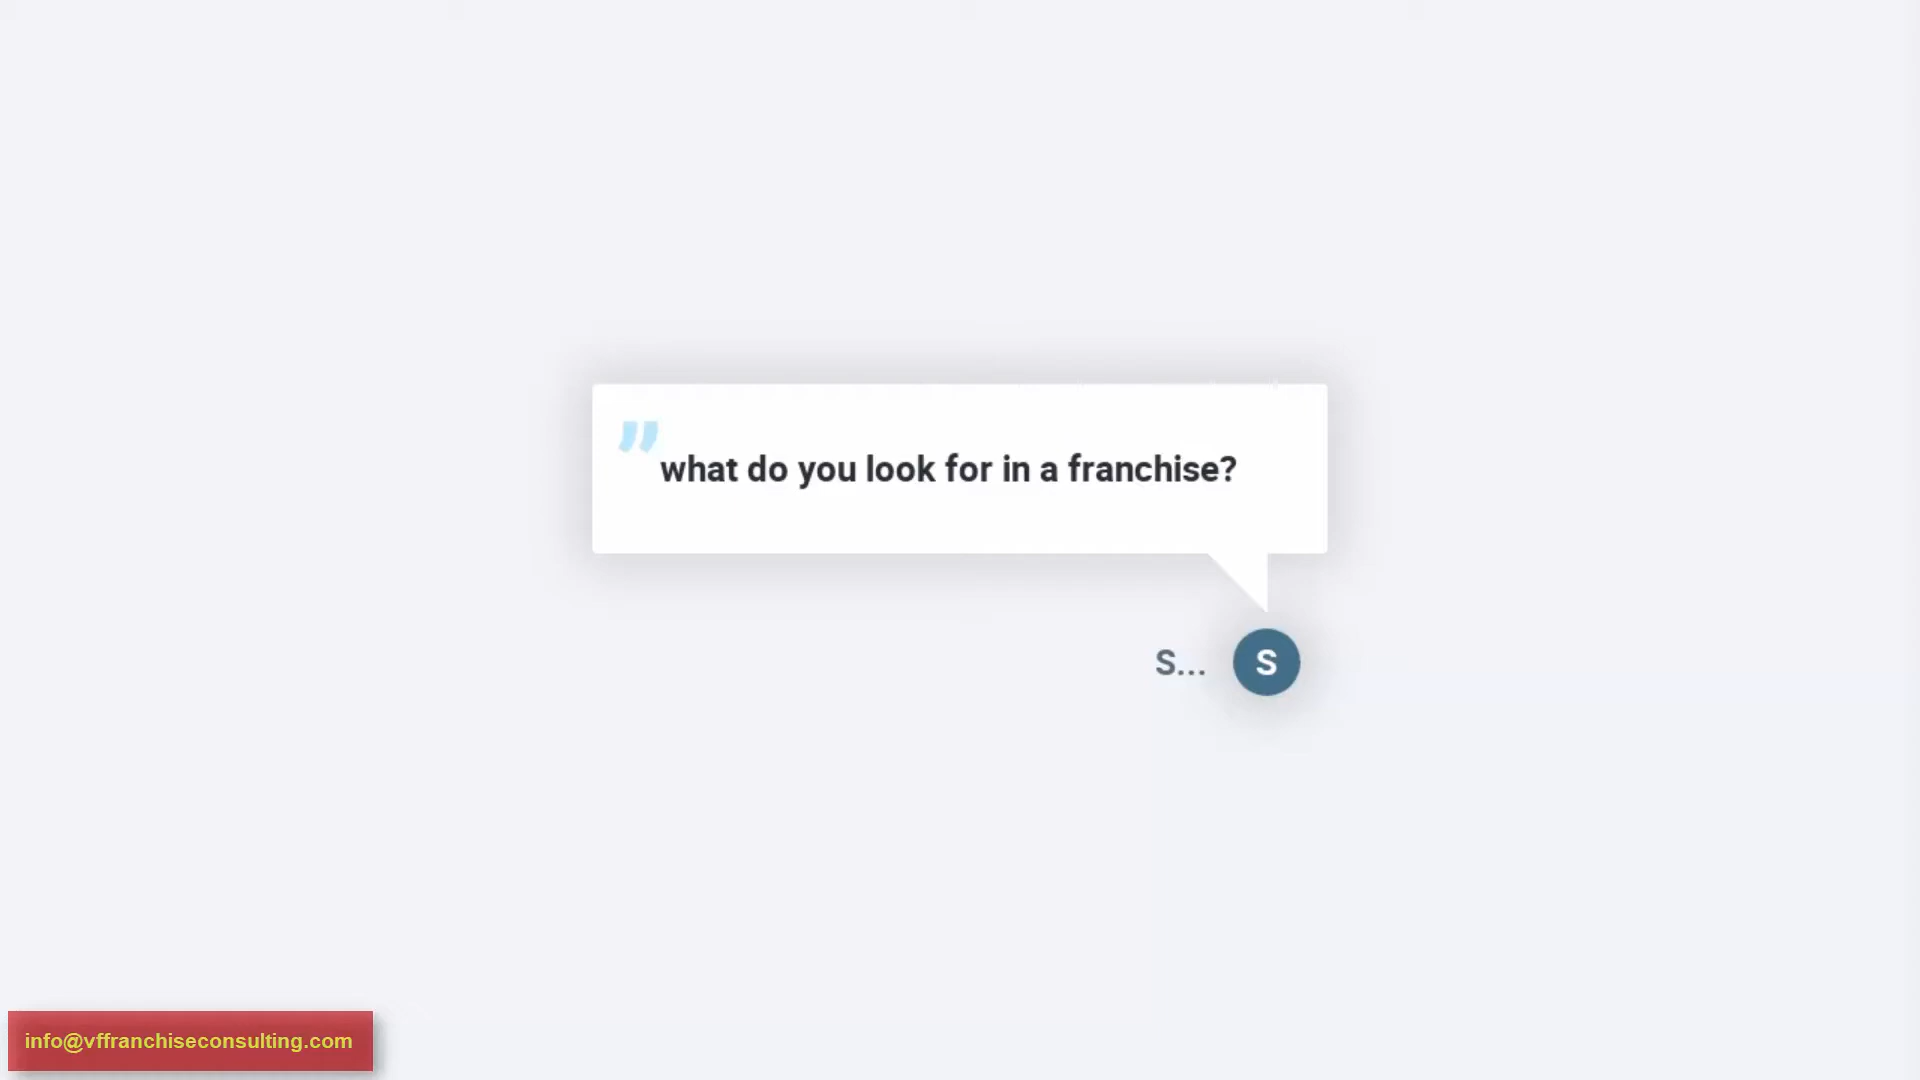 "
what do you look for in a franchise?
S... S
info@vffranchiseconsulting.com